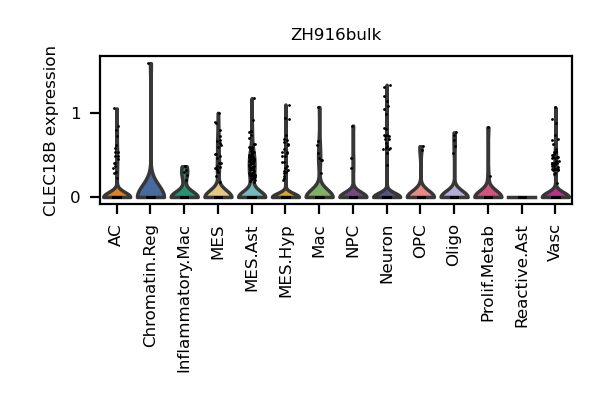 ZH916bulk
CLEC18B expression
1
0
AC
Chromatin.Reg
Inflammatory.Mac
MES
MES.Ast
MES.Hyp
Mac
NPC
Neuron
OPC
Oligo
Prolif.Metab
Reactive.Ast
Vasc